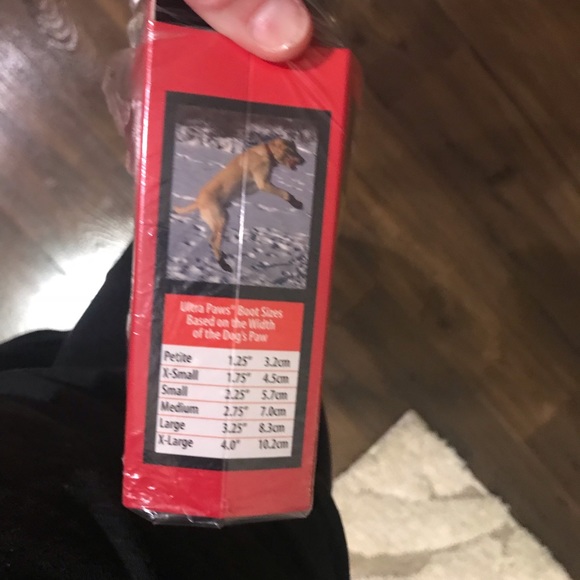 Ultra Paws™ Boot Sizes
Based on the Width
of the Dog's Paw
Petite 1.25" 3.2cm
X-Small 1.75" 4.5cm
Small 2.25" 5.7cm
Medium 2.75" 7.0cm
Large 3.25" 8.3cm
X-Large 4.0" 10.2cm